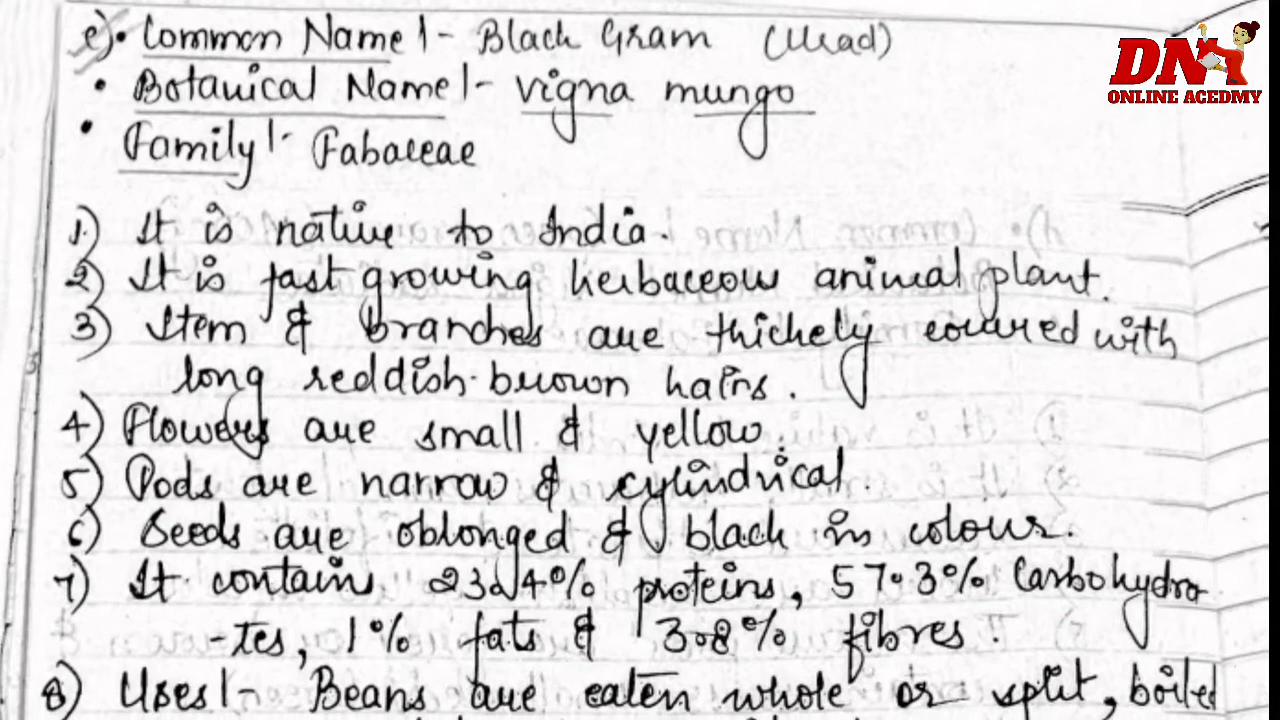 e) • Common Name :- Black Gram (Urad)
• Botanical Name :- Vigna mungo
• Family :- Fabaceae
1) It is native to India.
2) It is fast growing herbaceous animal plant.
3) Stem & branches are thickely covered with
long reddish-brown hairs.
4) Flowers are small & yellow.
5) Pods are narrow & cylindrical.
6) Seeds are oblonged & black in colour.
7) It contain 23.4% proteins, 57.3% Carbohydra
-tes, 1% fats & 3.8% fibres.
8) Uses :- Beans are eaten whole or split, boiled
DNA
ONLINE ACEDMY